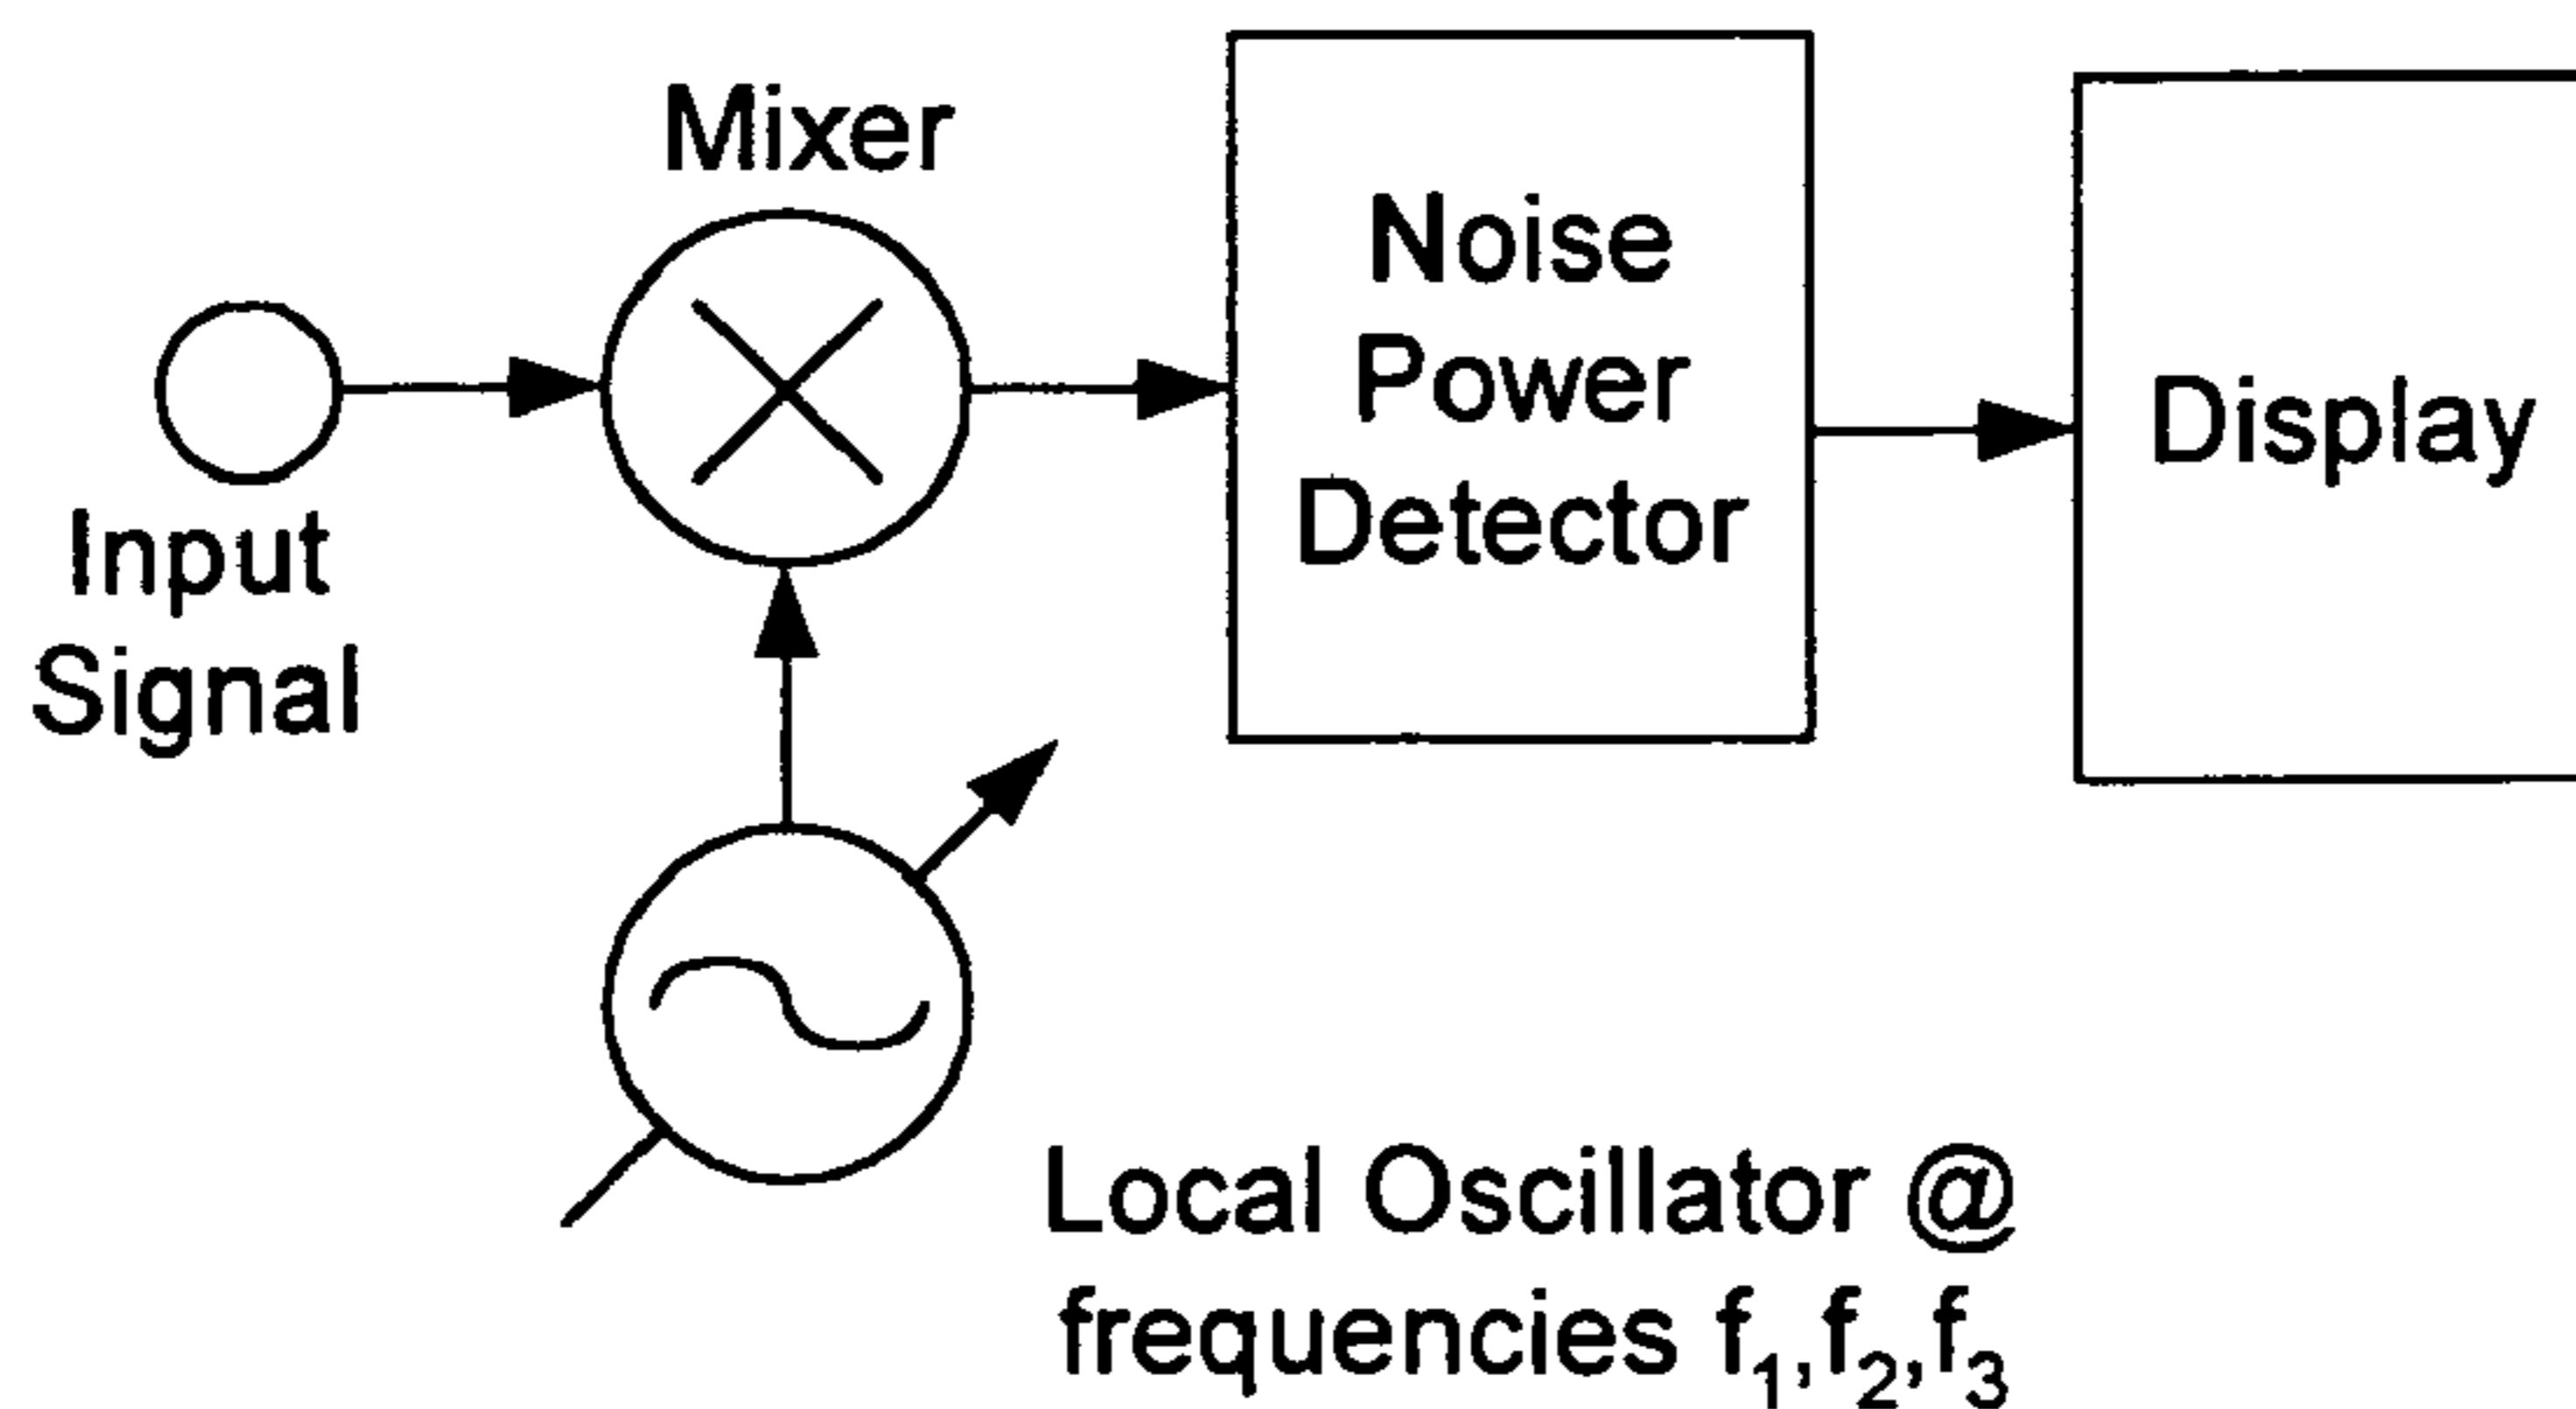 Mixer
Input
Signal
Noise
Power
Detector
Display
Local Oscillator @
frequencies f₁,f₂,f₃